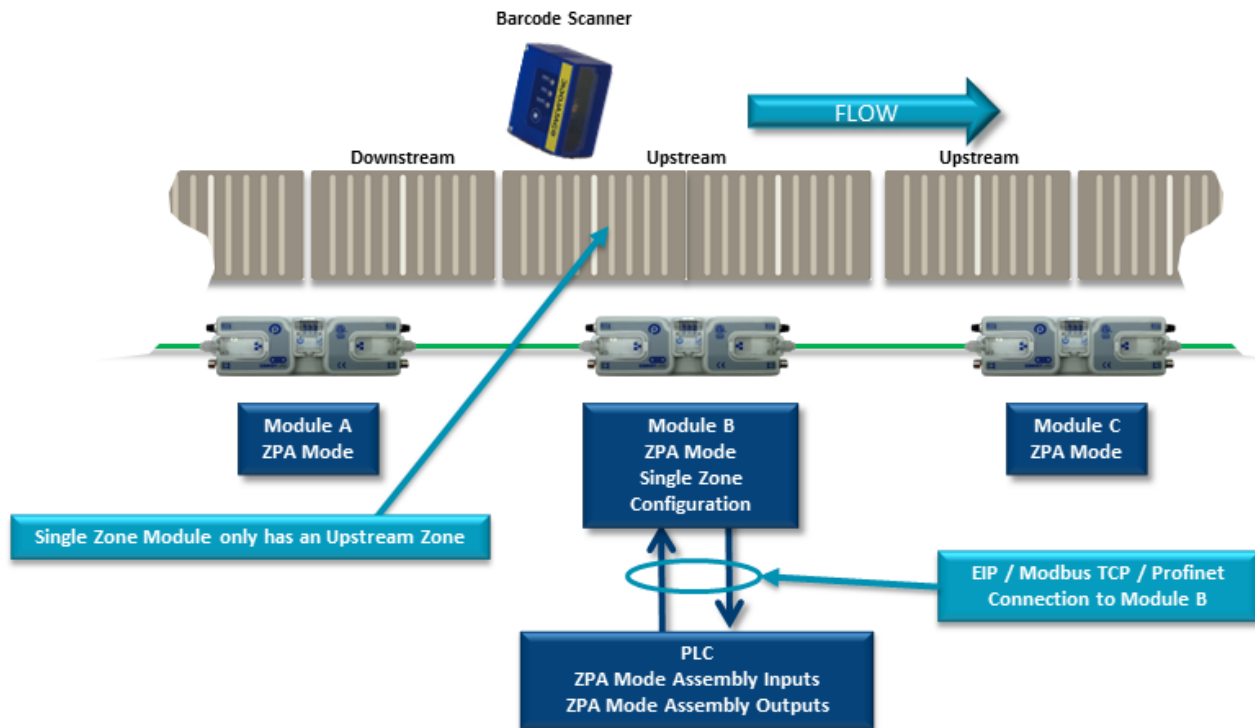 Barcode Scanner
FLOW
Downstream
Upstream
Upstream
Module A
ZPA Mode
Module B
ZPA Mode
Single Zone
Configuration
Module C
ZPA Mode
Single Zone Module only has an Upstream Zone
EIP / Modbus TCP / Profinet
Connection to Module B
PLC
ZPA Mode Assembly Inputs
ZPA Mode Assembly Outputs